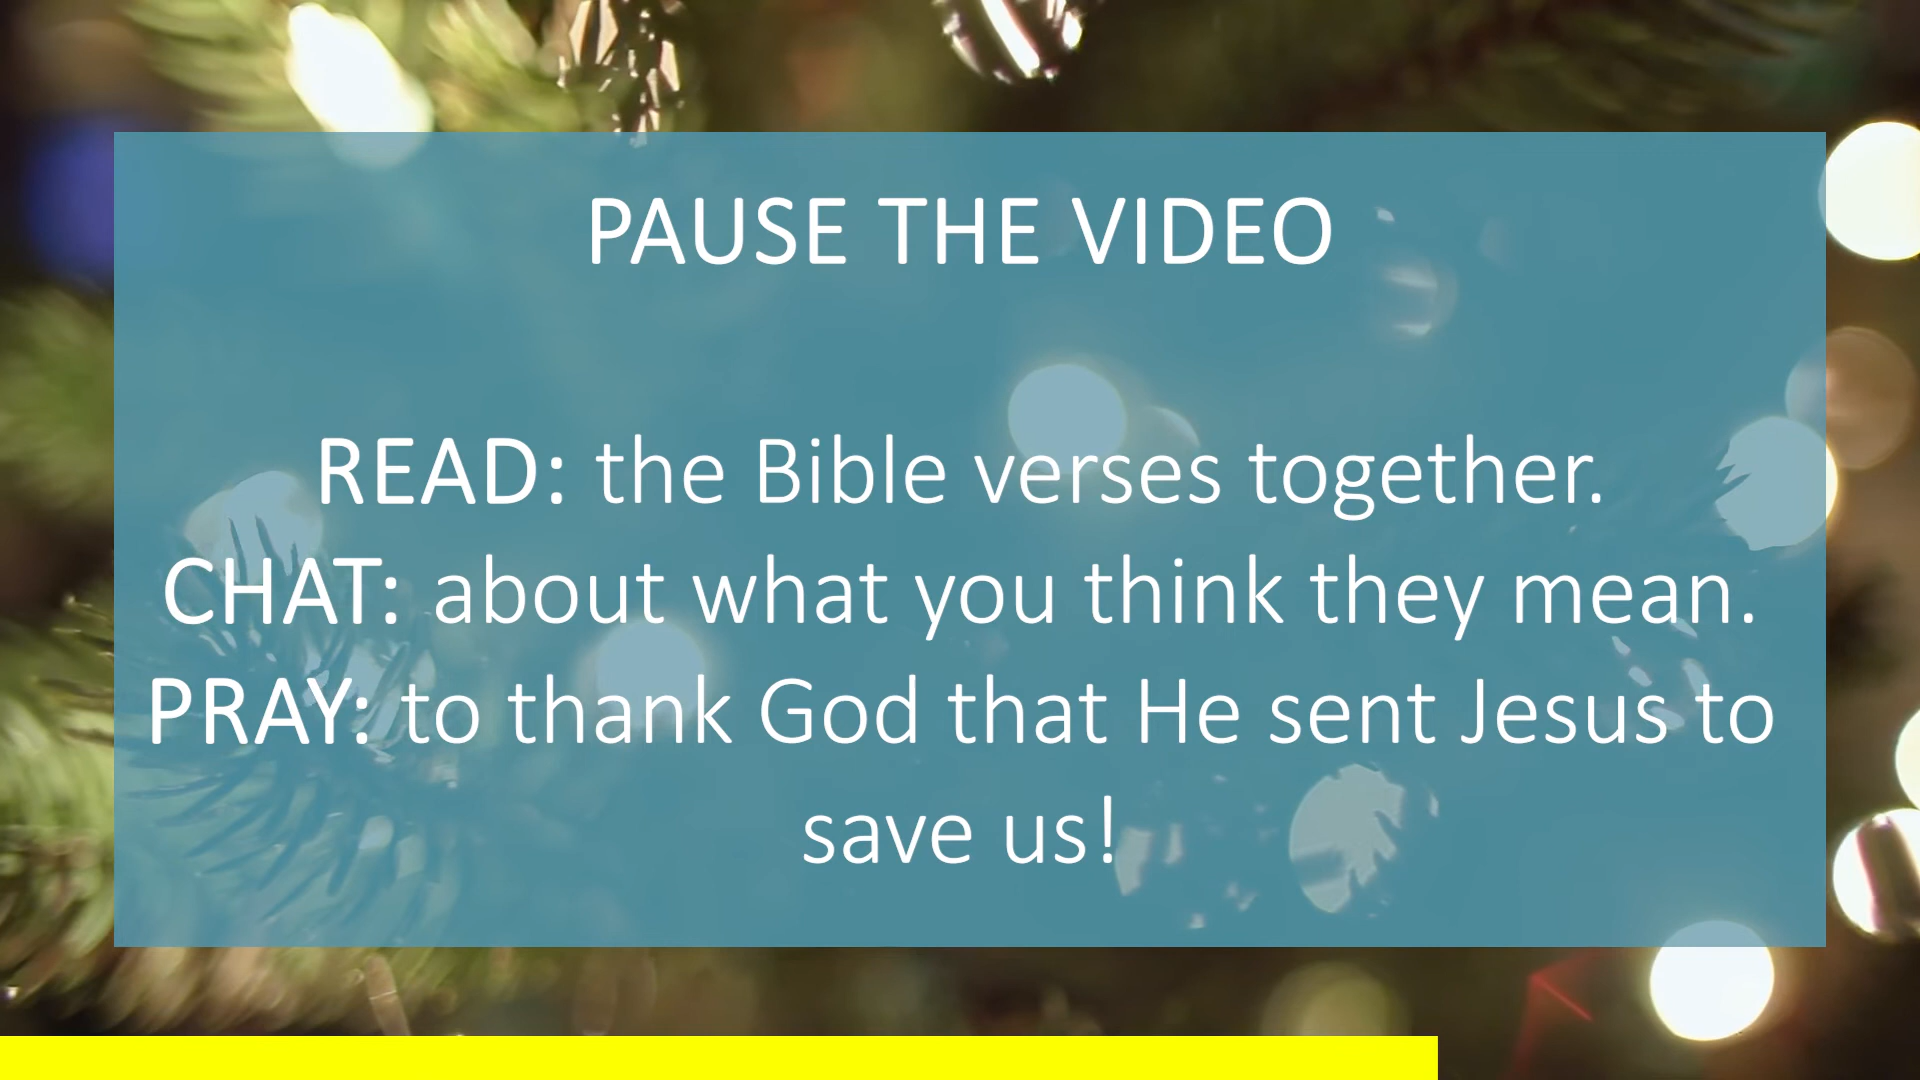 PAUSE THE VIDEO
READ: the Bible verses together.
CHAT: about what you think they mean.
PRAY: to thank God that He sent Jesus to
save us!